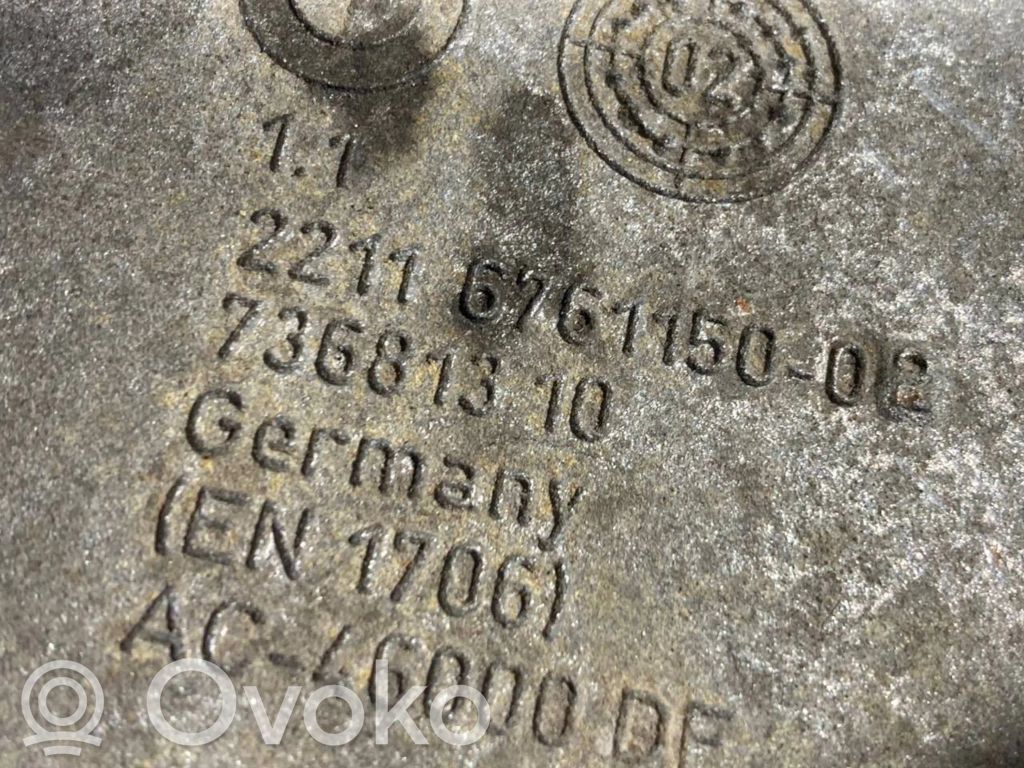 02
1.1
2211 6761150-02
736813 10
Germany
(EN 1706)
AC-46000 DF
Ovoko